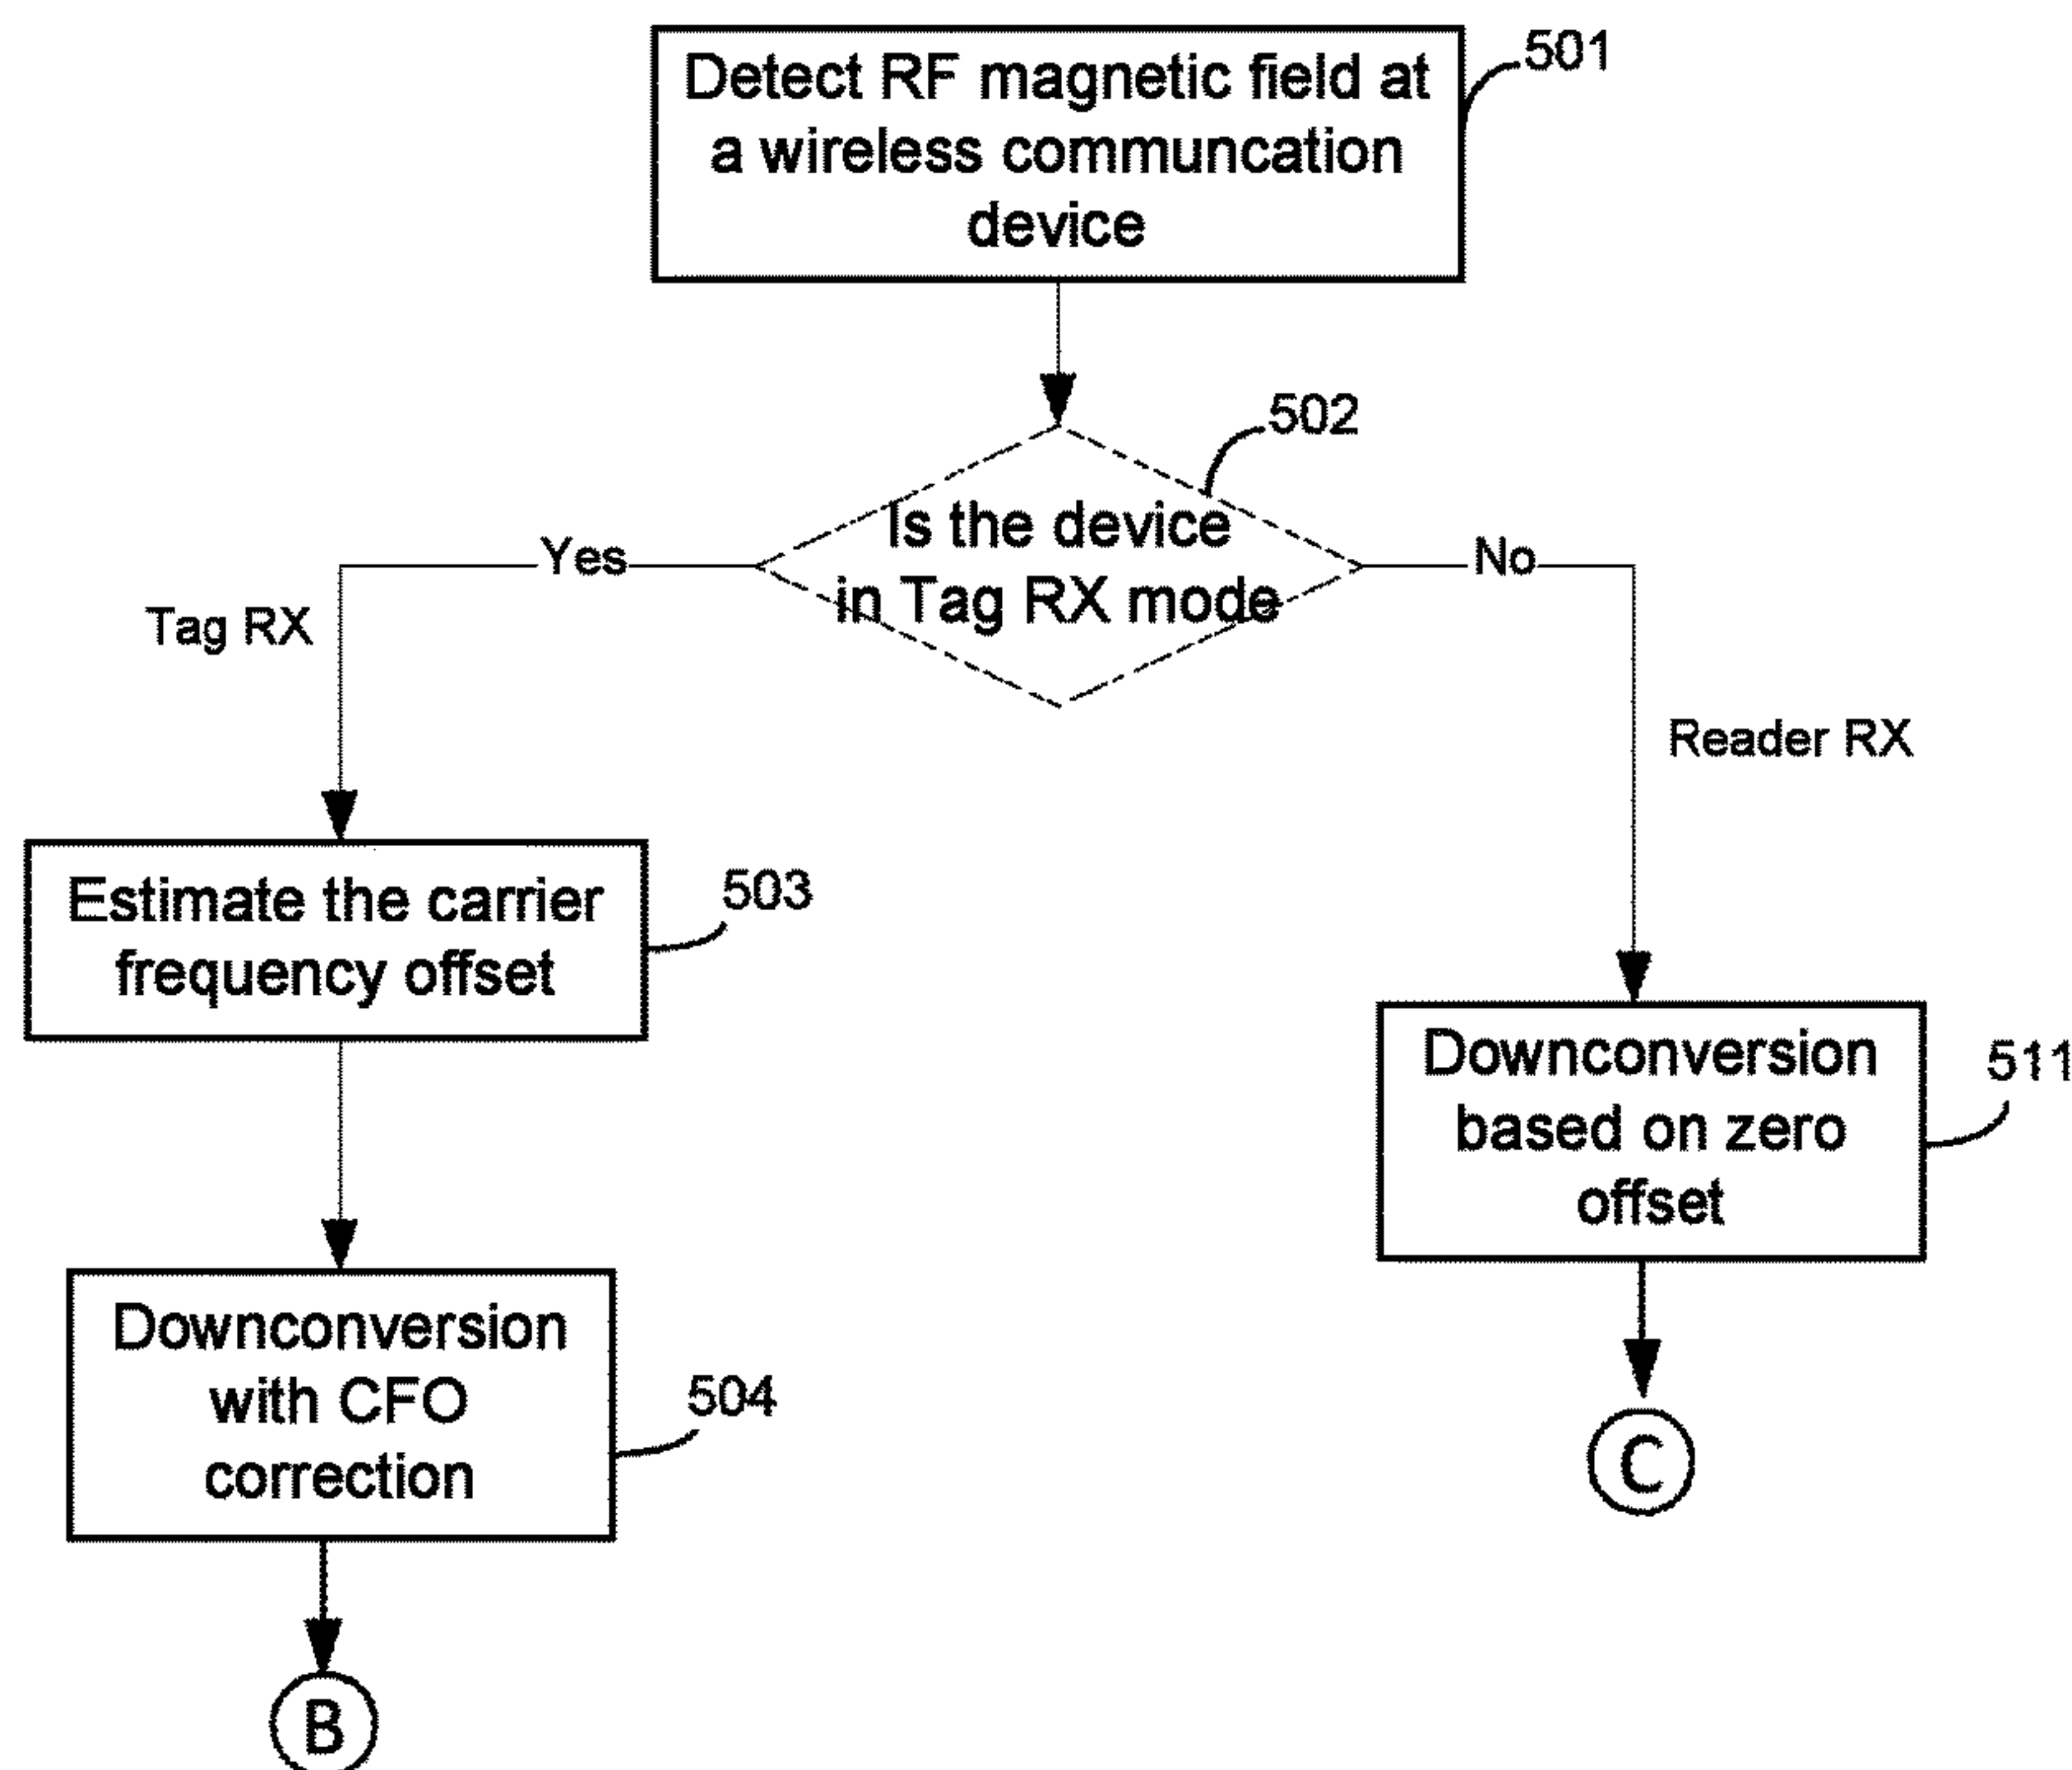 Detect RF magnetic field at
a wireless communcation
device
501
502
Is the device
in Tag RX mode
Yes
No
Tag RX
Reader RX
Estimate the carrier
frequency offset
503
Downconversion
based on zero
offset
511
Downconversion
with CFO
correction
504
C
B